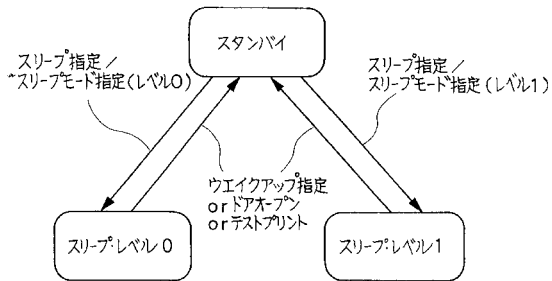 スタンバイ
スリープ指定/
"スリープモード指定(レベル0)
スリープ指定/
スリープモード指定(レベル1)
ウエイクアップ指定
orドアオープン
orテストプリント
スリープ:レベル0
スリープ:レベル1